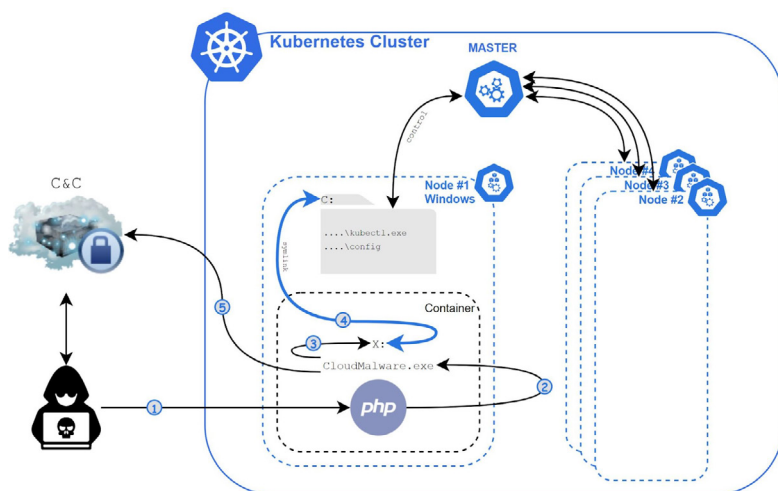 Kubernetes Cluster
MASTER
control
C&C
Node #1
Windows
Node #4
Node #3
Node #2
C:
....\kubectl.exe
....\config
symlink
Container
5
4
3
X:
CloudMalware.exe
2
1
php